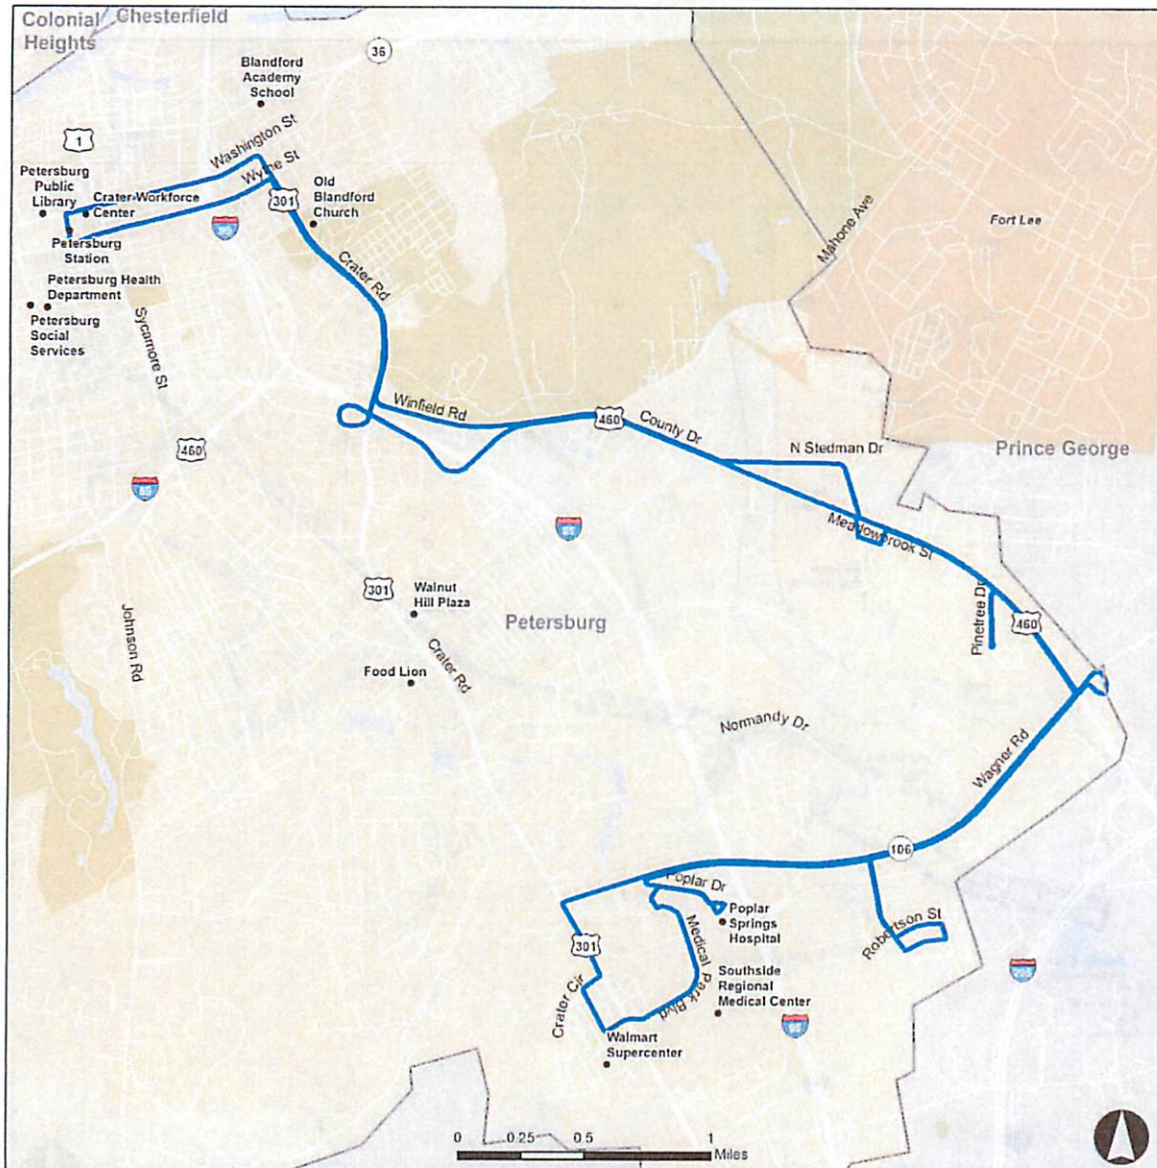 Colonial
Heights
Chesterfield
36
Blandford
Academy
School
1
Washington St
Wythe St
Petersburg
Public
Library
Crater Workforce
Center
301
Old
Blandford
Church
95
Petersburg
Station
Mahone Ave
Fort Lee
Crater Rd
Petersburg Health
Department
Petersburg
Social
Services
Sycamore St
Winfield Rd
460
County Dr
N Stedman Dr
Prince George
460
85
95
Meadowbrook St
301
Walnut
Hill Plaza
Petersburg
Pinetree Dr
460
Johnson Rd
Crater Rd
Food Lion
Normandy Dr
Wagner Rd
106
Poplar Dr
Poplar
Springs
Hospital
Robertson St
301
Medical Park Blvd
Southside
Regional
Medical Center
295
Crater Cir
95
Walmart
Supercenter
0 0.25 0.5 1
Miles